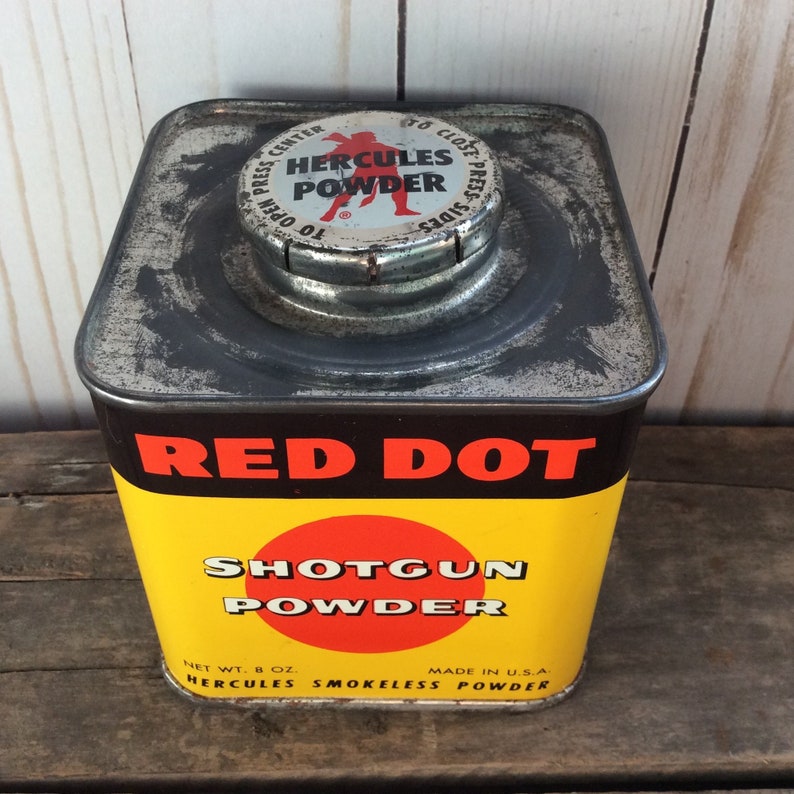 TO OPEN PRESS CENTER
TO CLOSE PRESS SIDES
HERCULES
POWDER
®
RED DOT
SHOTGUN
POWDER
NET WT. 8 OZ. MADE IN U.S.A.
HERCULES SMOKELESS POWDER